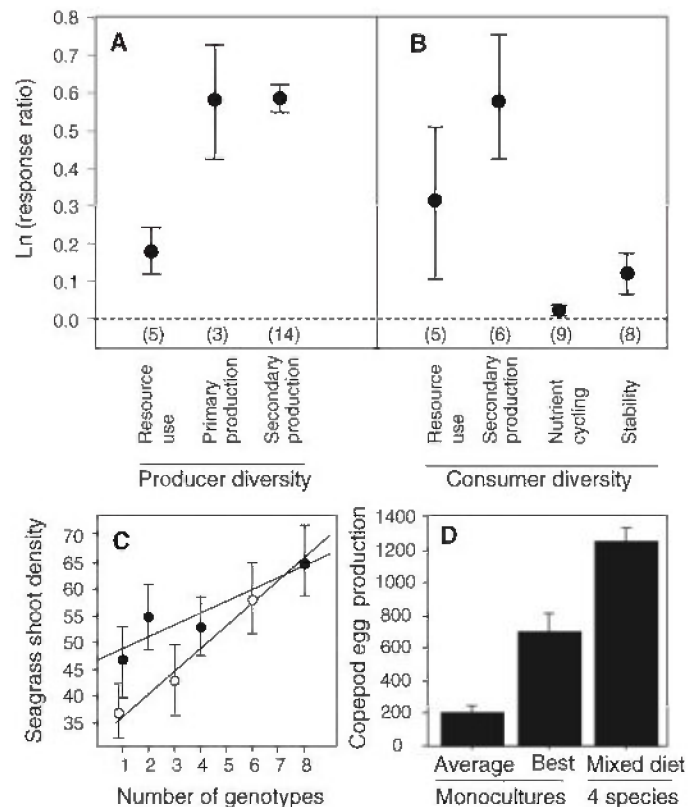 A
B
Ln (response ratio)
0.8
0.7
0.6
0.5
0.4
0.3
0.2
0.1
0.0
(5) (3) (14)
(5) (6) (9) (8)
Resource
use
Primary
production
Secondary
production
Producer diversity
Resource
use
Secondary
production
Nutrient
cycling
Stability
Consumer diversity
C
Seagrass shoot density
70
65
60
55
50
45
40
35
1 2 3 4 5 6 7 8
Number of genotypes
D
Copepod egg production
1400
1200
1000
800
600
400
200
0
Average Best Mixed diet
Monocultures 4 species